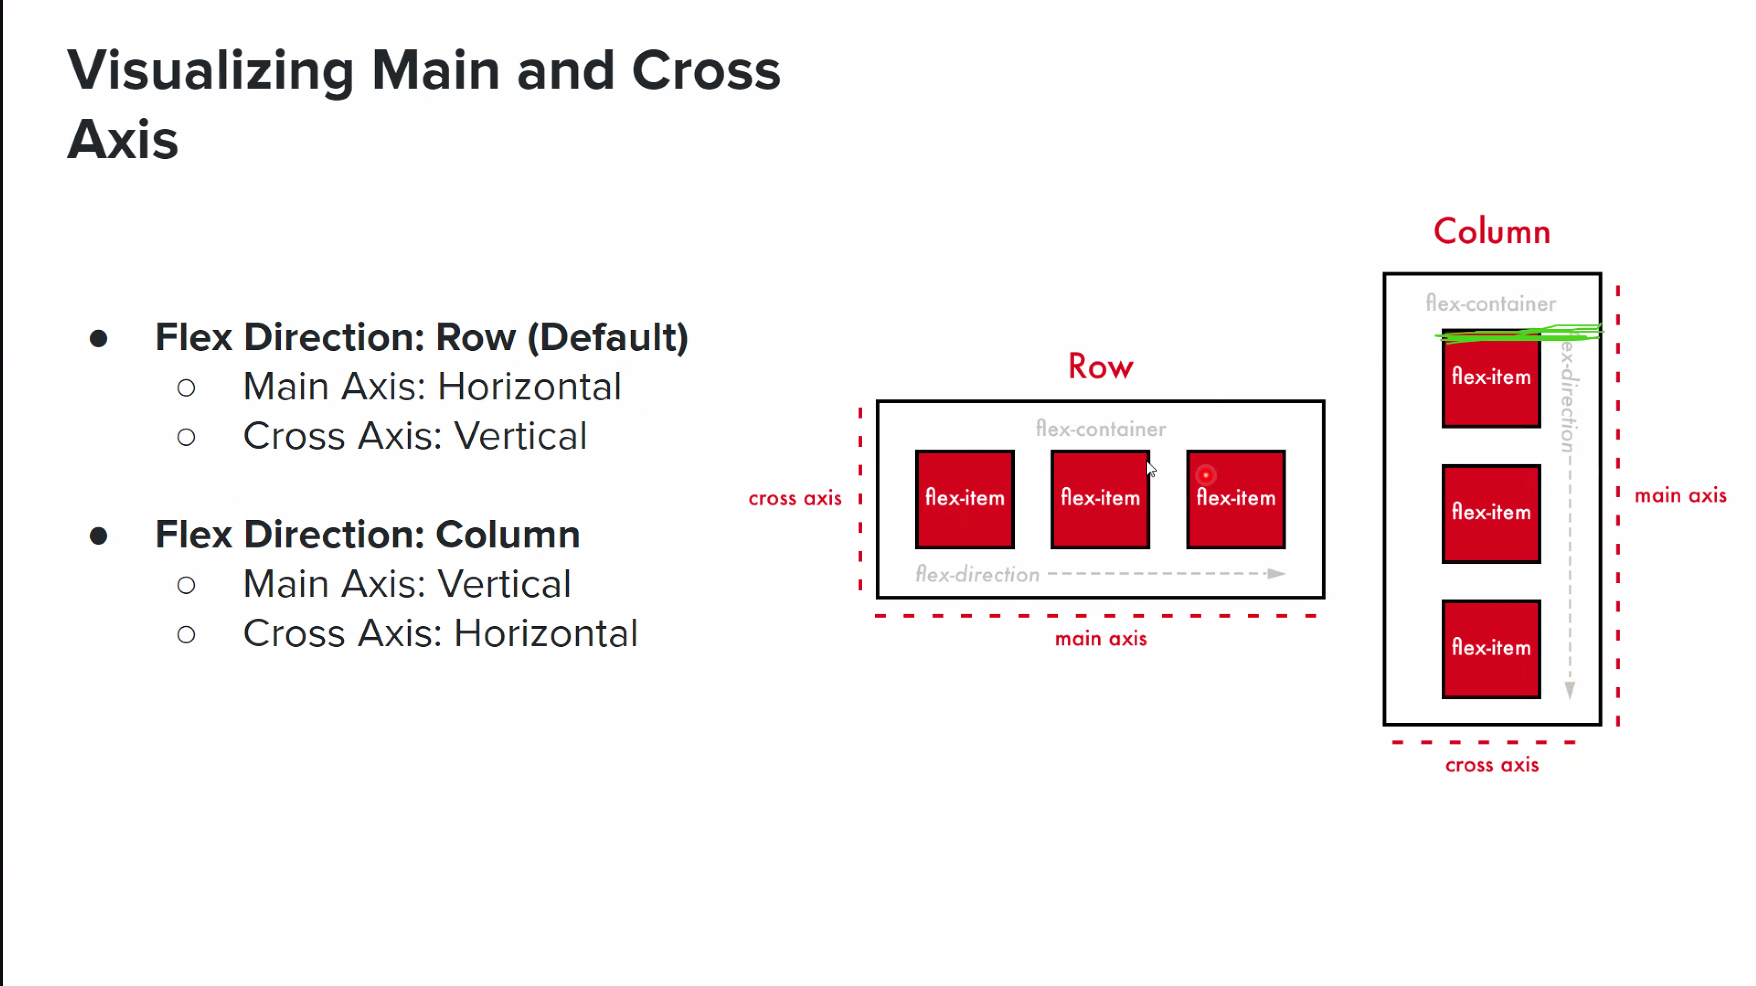 Visualizing Main and Cross
Axis
● Flex Direction: Row (Default)
○ Main Axis: Horizontal
○ Cross Axis: Vertical
● Flex Direction: Column
○ Main Axis: Vertical
○ Cross Axis: Horizontal
Row
flex-container
cross axis
flex-item flex-item flex-item
flex-direction
main axis
Column
flex-container
flex-item
flex-item
flex-item
ex-direction
main axis
cross axis